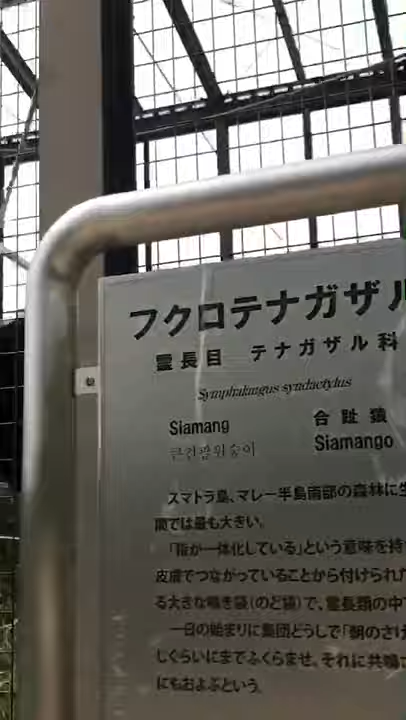 フクロテナガザル
霊長目 テナガザル科
Symphalangus syndactylus
Siamang 合趾猿
Siamango
スマトラ島、マレー半島南部の森林に生
間では最も大きい。
「指が一体化している」という意味を持
皮膚でつながっていることから付けられた
る大きな鳴き袋(のど袋)で、霊長類の中
一日の始まりに集団どうしで「朝のさけ
しくらいにまでふくらませ、それに共鳴さ
にもおよぶという。